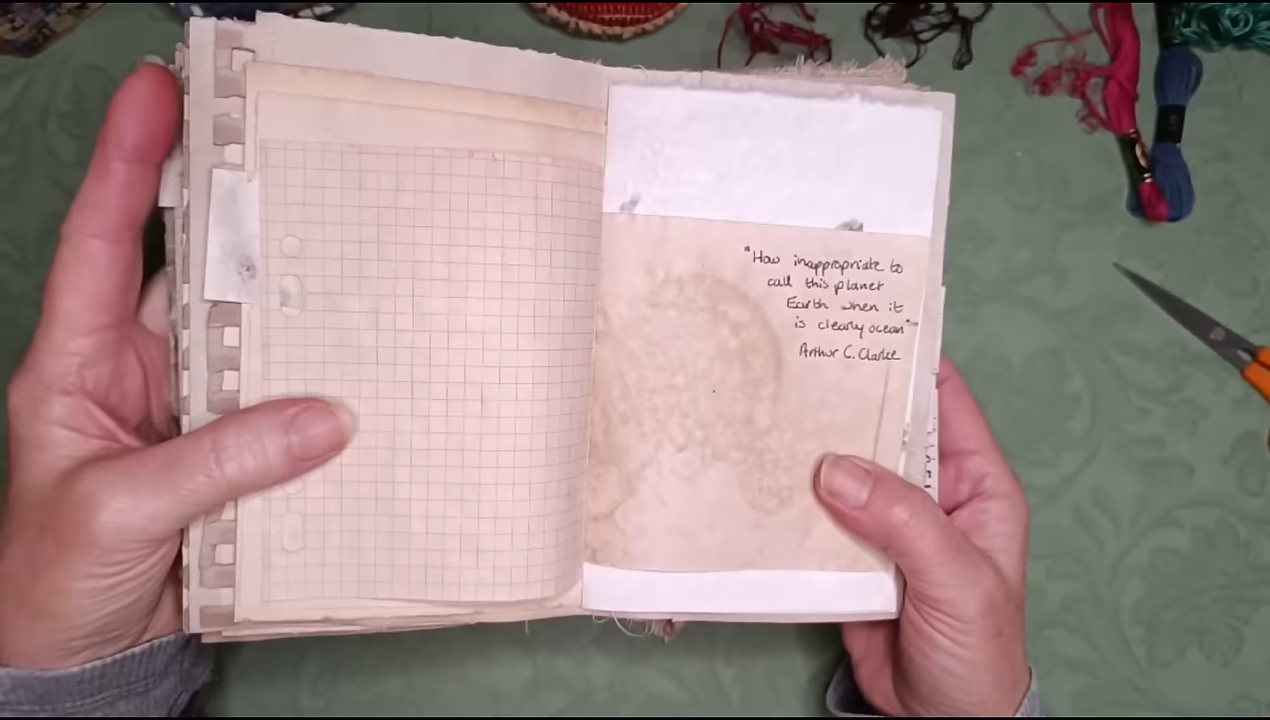 "How inappropriate to
call this planet
Earth when it
is clearly ocean"
Arthur C. Clarke